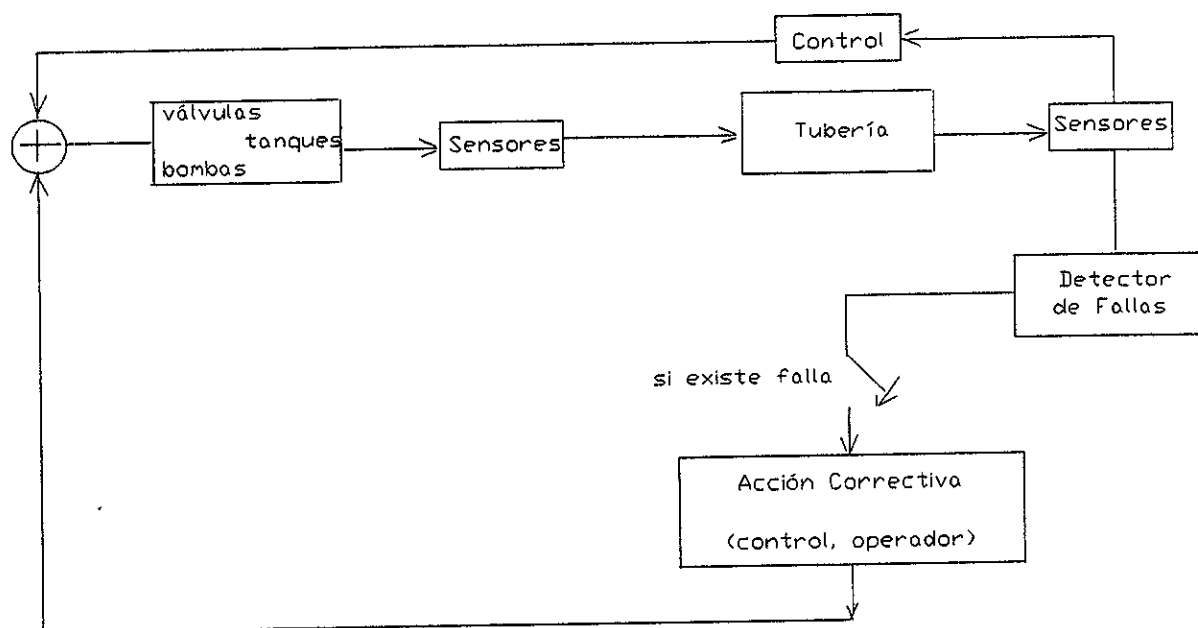 Control
válvulas
tanques
bombas
Sensores
Tubería
Sensores
Detector
de Fallas
si existe falla
Acción Correctiva
(control, operador)